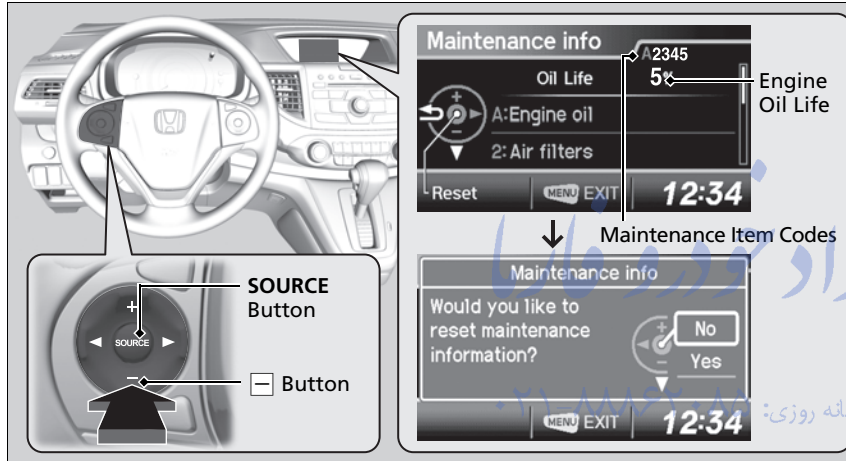 Maintenance info
A2345
Oil Life 5%
Engine
Oil Life
A:Engine oil
2:Air filters
Reset MENU EXIT 12:34
Maintenance Item Codes
Maintenance info
Would you like to
reset maintenance
information?
No
Yes
MENU EXIT 12:34
SOURCE
Button
+
SOURCE
−
− Button